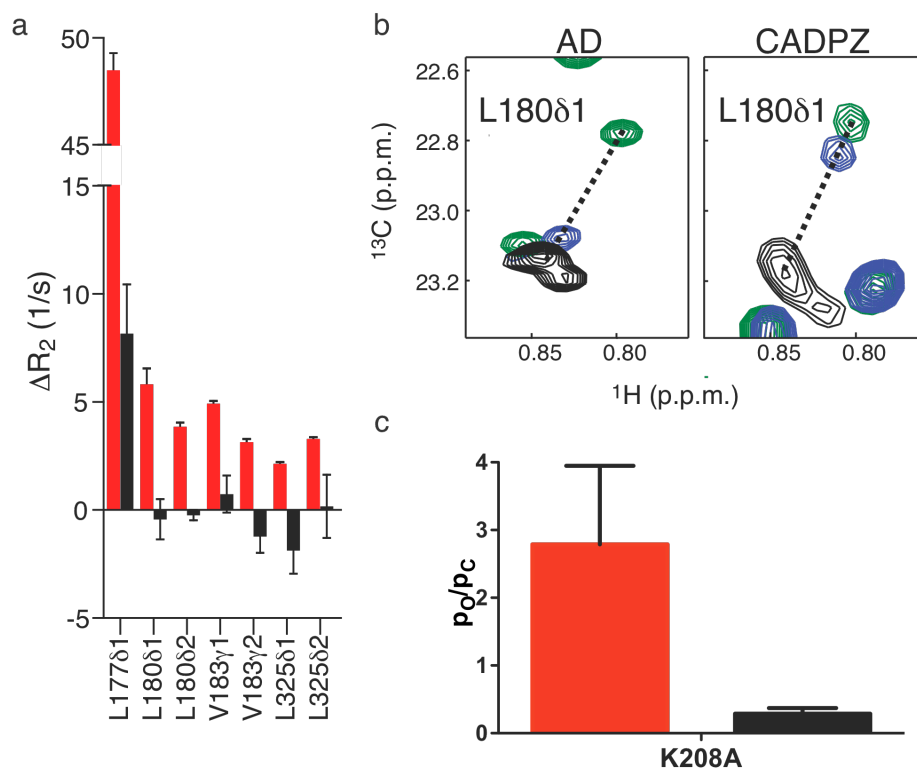 a
50
45
15
10
5
0
-5
ΔR₂ (1/s)
L177δ1
L180δ1
L180δ2
V183γ1
V183γ2
L325δ1
L325δ2
b
AD
CADPZ
L180δ1
L180δ1
22.6
22.8
23.0
23.2
¹³C (p.p.m.)
0.85
0.80
0.85
0.80
¹H (p.p.m.)
c
4
3
2
1
0
pO/pC
K208A